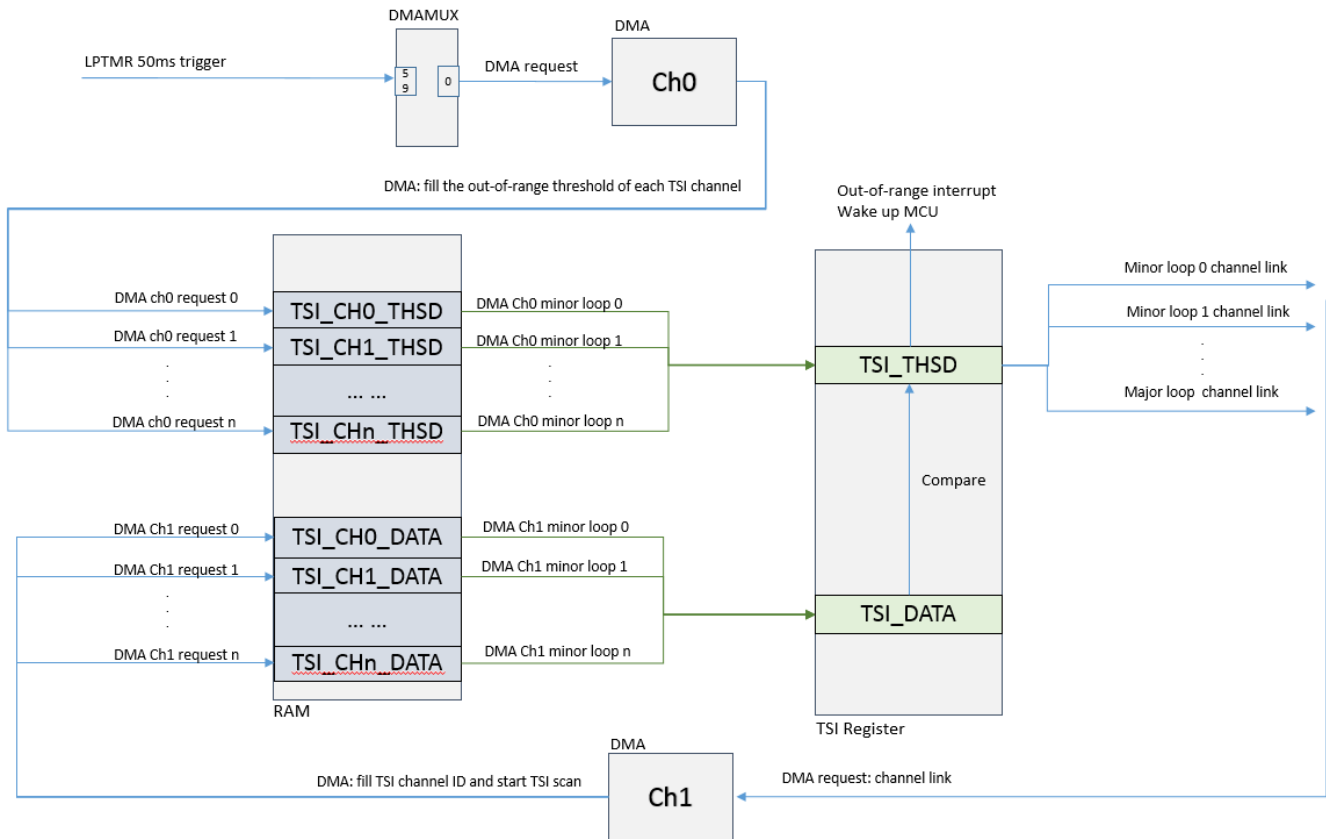 DMAMUX
DMA
LPTMR 50ms trigger
5
9
0
DMA request
Ch0
DMA: fill the out-of-range threshold of each TSI channel
Out-of-range interrupt
Wake up MCU
Minor loop 0 channel link
DMA ch0 request 0
TSI_CH0_THSD
DMA Ch0 minor loop 0
Minor loop 1 channel link
DMA ch0 request 1
TSI_CH1_THSD
DMA Ch0 minor loop 1
.
.
.
.
.
.
.
.
.
TSI_THSD
... ...
Major loop channel link
DMA ch0 request n
TSI_CHn_THSD
DMA Ch0 minor loop n
Compare
DMA Ch1 request 0
TSI_CH0_DATA
DMA Ch1 minor loop 0
DMA Ch1 request 1
TSI_CH1_DATA
DMA Ch1 minor loop 1
.
.
.
.
.
.
... ...
TSI_DATA
DMA Ch1 request n
TSI_CHn_DATA
DMA Ch1 minor loop n
RAM
TSI Register
DMA
DMA: fill TSI channel ID and start TSI scan
Ch1
DMA request: channel link